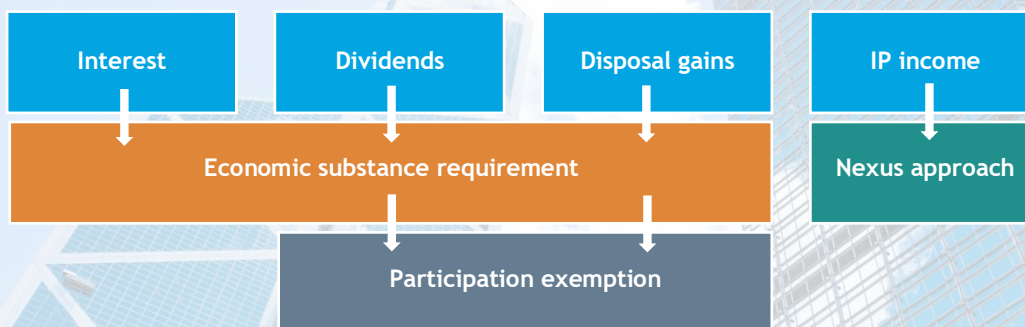 Interest
Dividends
Disposal gains
IP income
Economic substance requirement
Nexus approach
Participation exemption